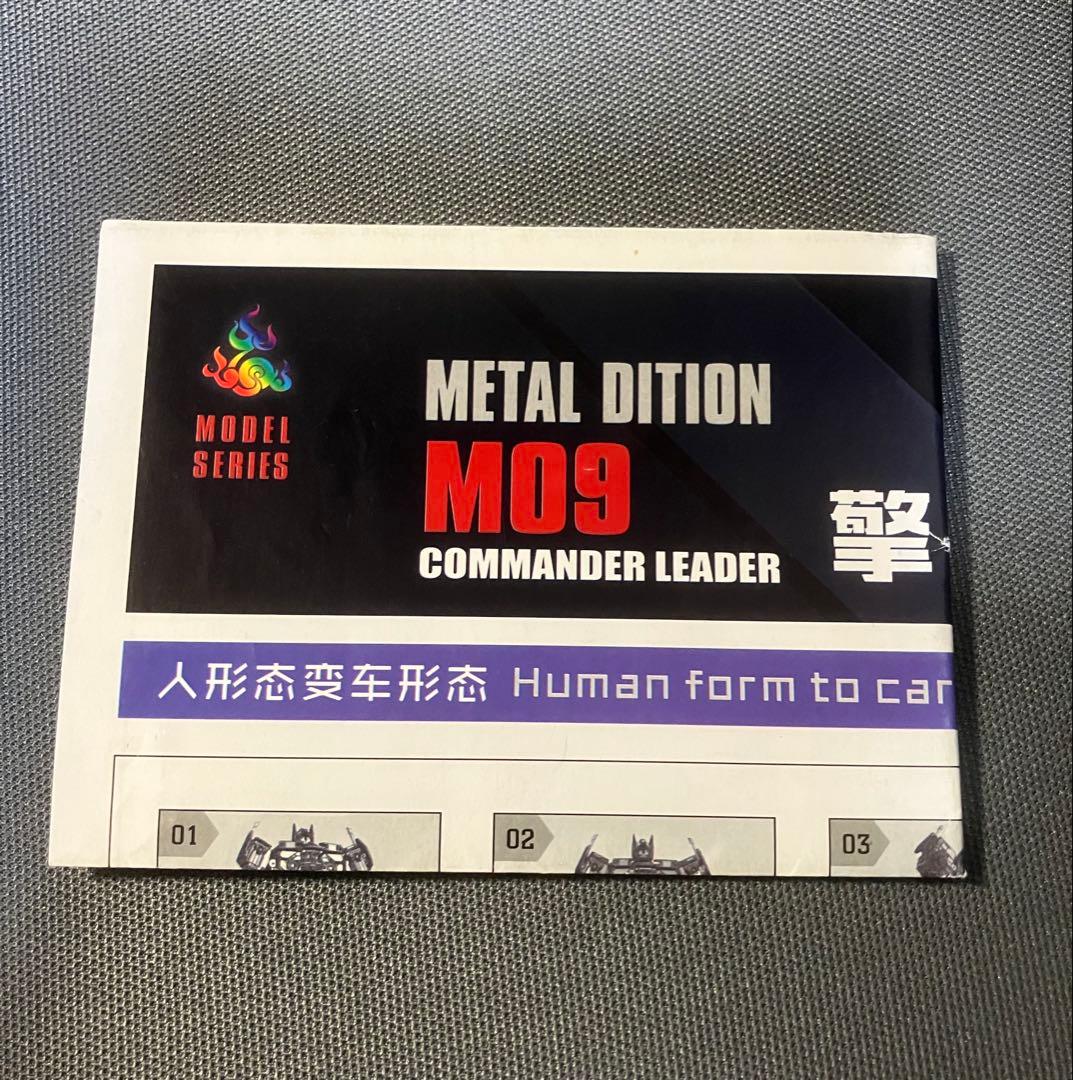 MODEL
SERIES
METAL DITION
M09
COMMANDER LEADER
擎
人形态变车形态 Human form to car
01
02
03